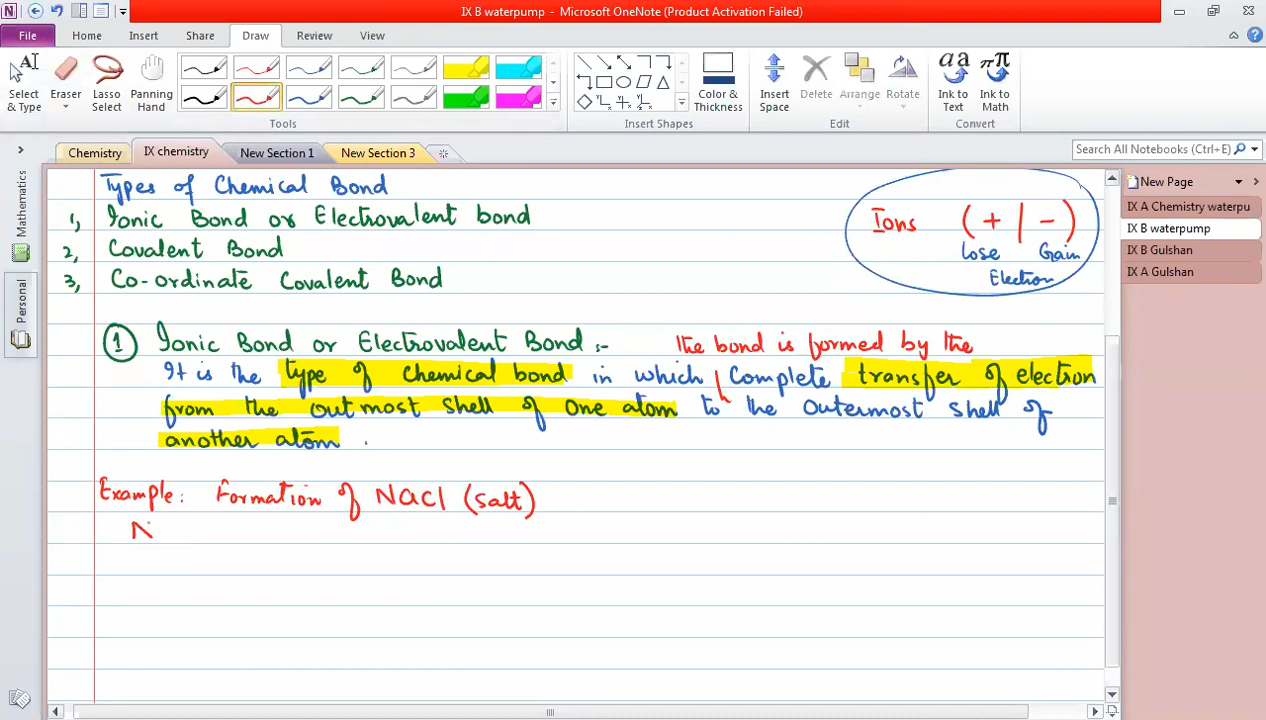 IX B waterpump - Microsoft OneNote (Product Activation Failed)
File Home Insert Share Draw Review View
Select & Type
Eraser
Lasso Select
Panning Hand
Color & Thickness
Insert Space
Delete
Arrange
Rotate
Ink to Text
Ink to Math
Tools Insert Shapes Edit Convert
Chemistry IX chemistry New Section 1 New Section 3
Search All Notebooks (Ctrl+E)
Mathematics
Personal
New Page
IX A Chemistry waterpu
IX B waterpump
IX B Gulshan
IX A Gulshan
Types of Chemical Bond
1, Ionic Bond or Electrovalent bond
2, Covalent Bond
3, Co-ordinate Covalent Bond
Ions (+ | -)
Lose Gain
Electron
1 Ionic Bond or Electrovalent Bond :-
the bond is formed by the
It is the type of chemical bond in which Complete transfer of electron
from the outmost shell of one atom to the outermost shell of
another atom .
Example: Formation of NaCl (salt)
N